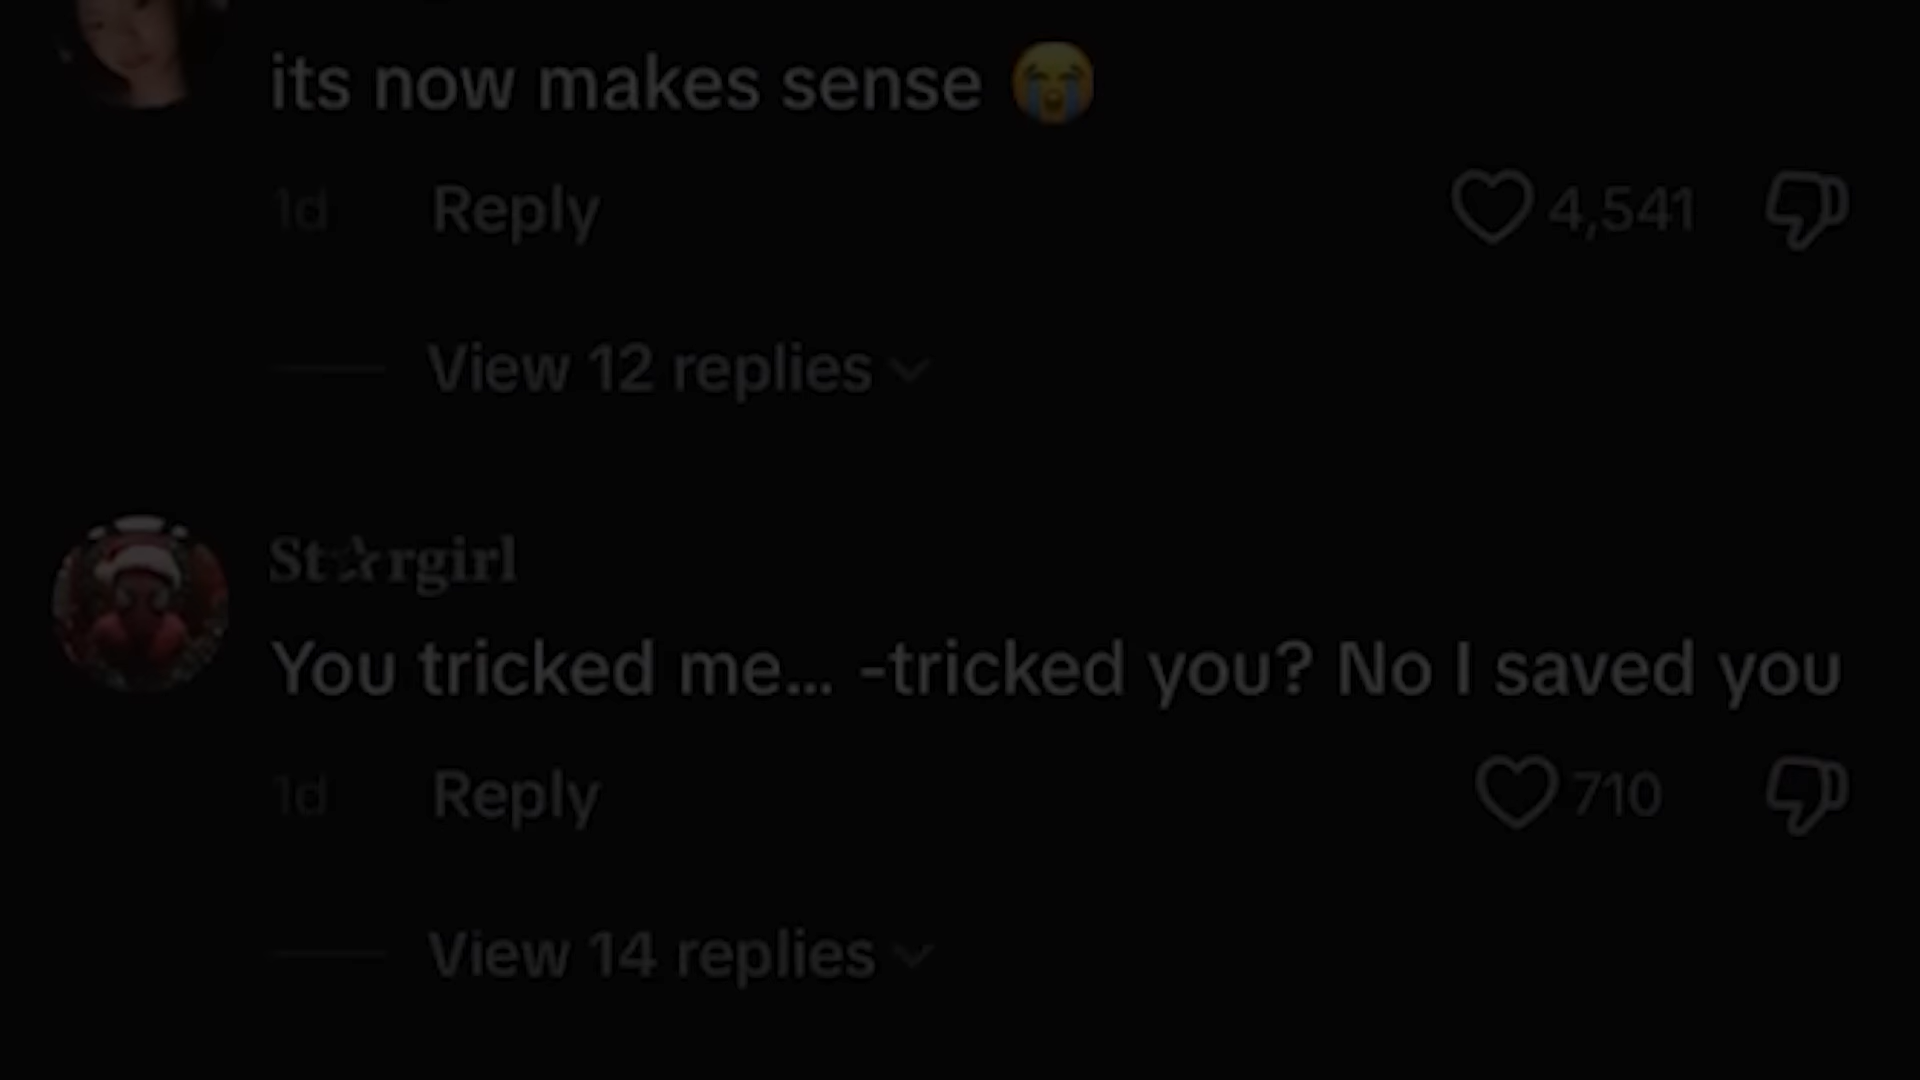 its now makes sense 😭
1d Reply 4,541
View 12 replies
St☆rgirl
You tricked me... -tricked you? No I saved you
1d Reply 710
View 14 replies